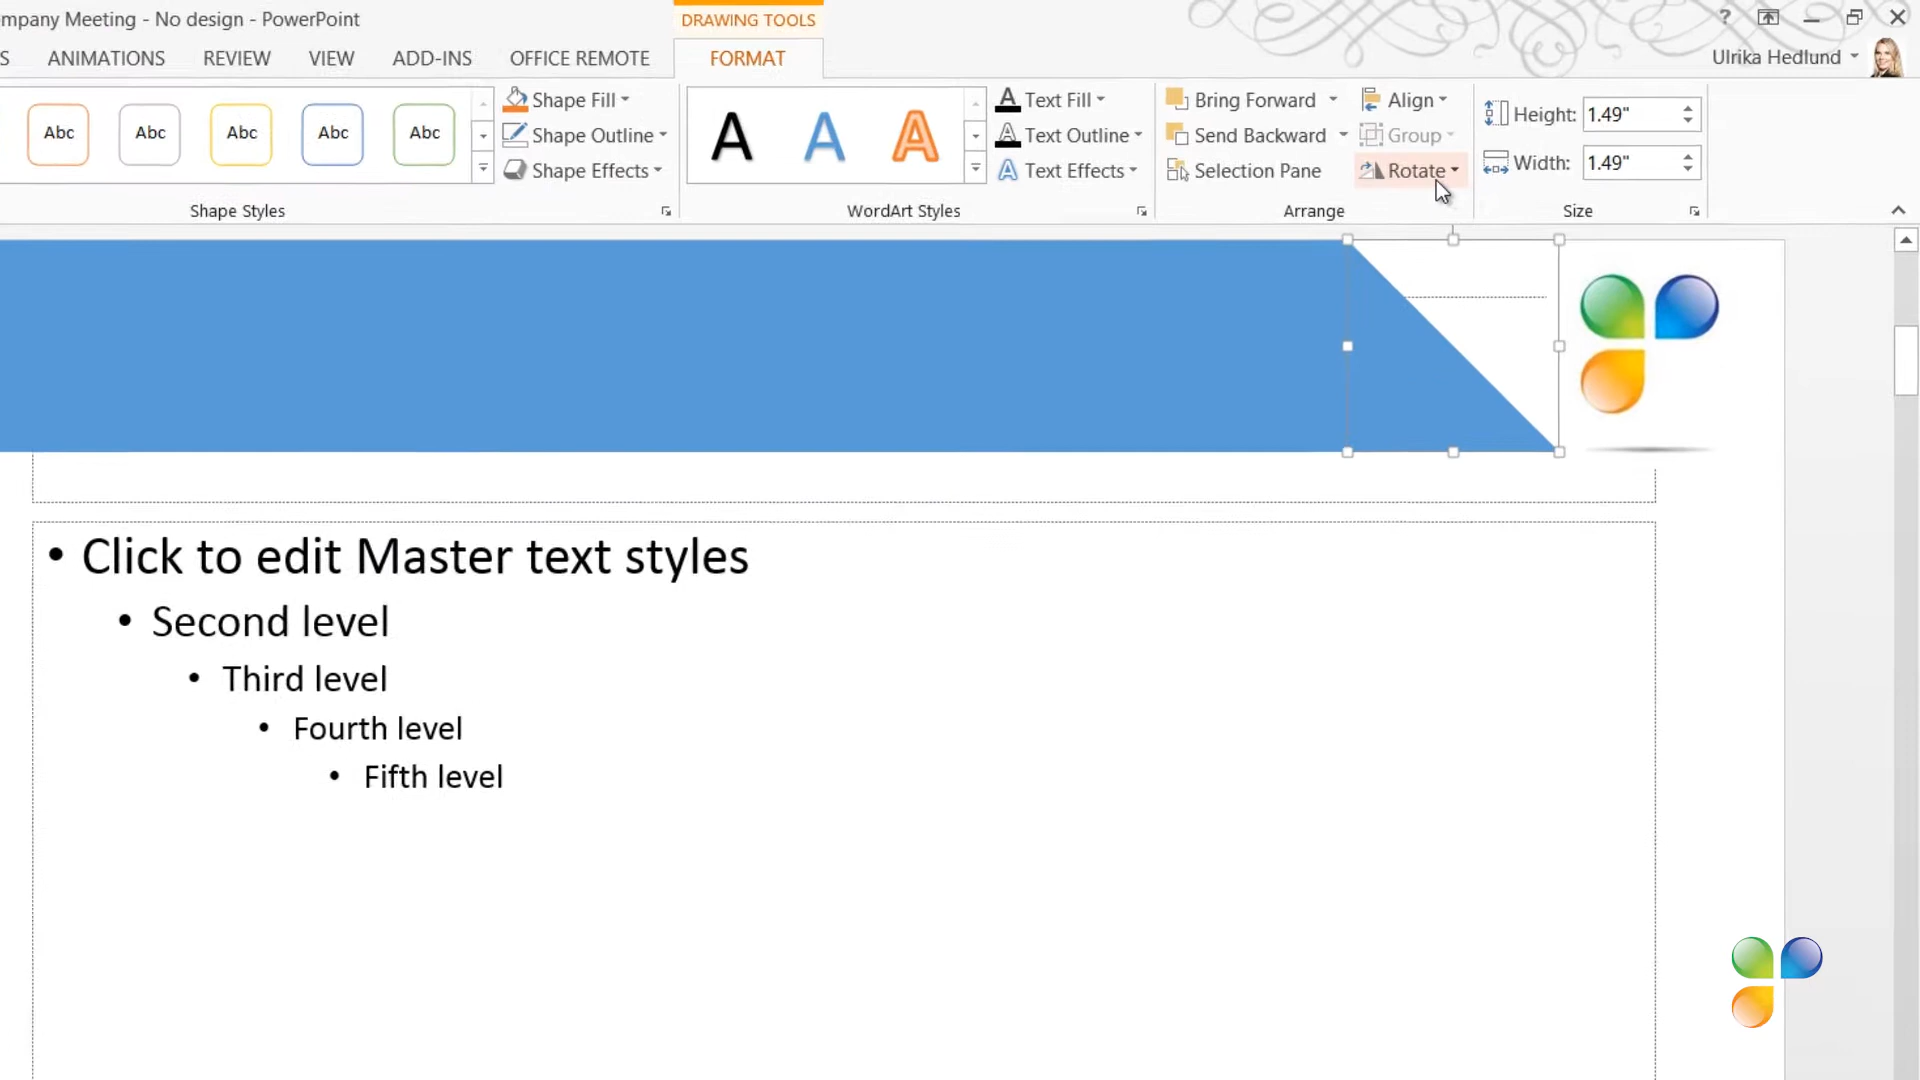 mpany Meeting - No design - PowerPoint
DRAWING TOOLS
?
S
ANIMATIONS
REVIEW
VIEW
ADD-INS
OFFICE REMOTE
FORMAT
Ulrika Hedlund
Abc
Abc
Abc
Abc
Abc
Shape Fill
Shape Outline
Shape Effects
Shape Styles
A
A
A
A Text Fill
A Text Outline
A Text Effects
WordArt Styles
Bring Forward
Send Backward
Selection Pane
Align
Group
Rotate
Arrange
Height: 1.49"
Width: 1.49"
Size
• Click to edit Master text styles
• Second level
• Third level
• Fourth level
• Fifth level